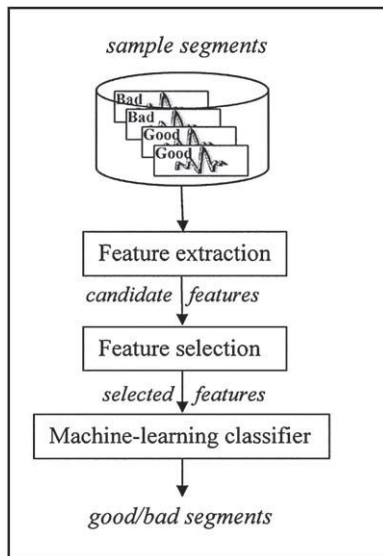 sample segments
Bad
Bad
Good
Good
Feature extraction
candidate features
Feature selection
selected features
Machine-learning classifier
good/bad segments